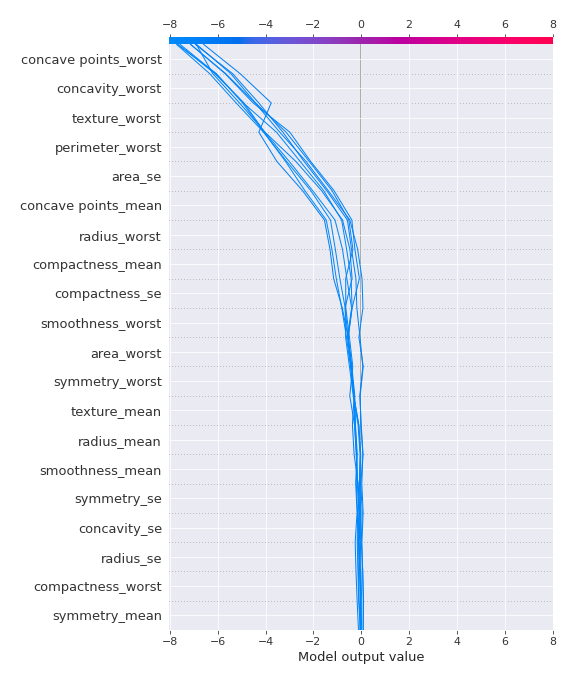 −8 −6 −4 −2 0 2 4 6 8
concave points_worst
concavity_worst
texture_worst
perimeter_worst
area_se
concave points_mean
radius_worst
compactness_mean
compactness_se
smoothness_worst
area_worst
symmetry_worst
texture_mean
radius_mean
smoothness_mean
symmetry_se
concavity_se
radius_se
compactness_worst
symmetry_mean
−8 −6 −4 −2 0 2 4 6 8
Model output value